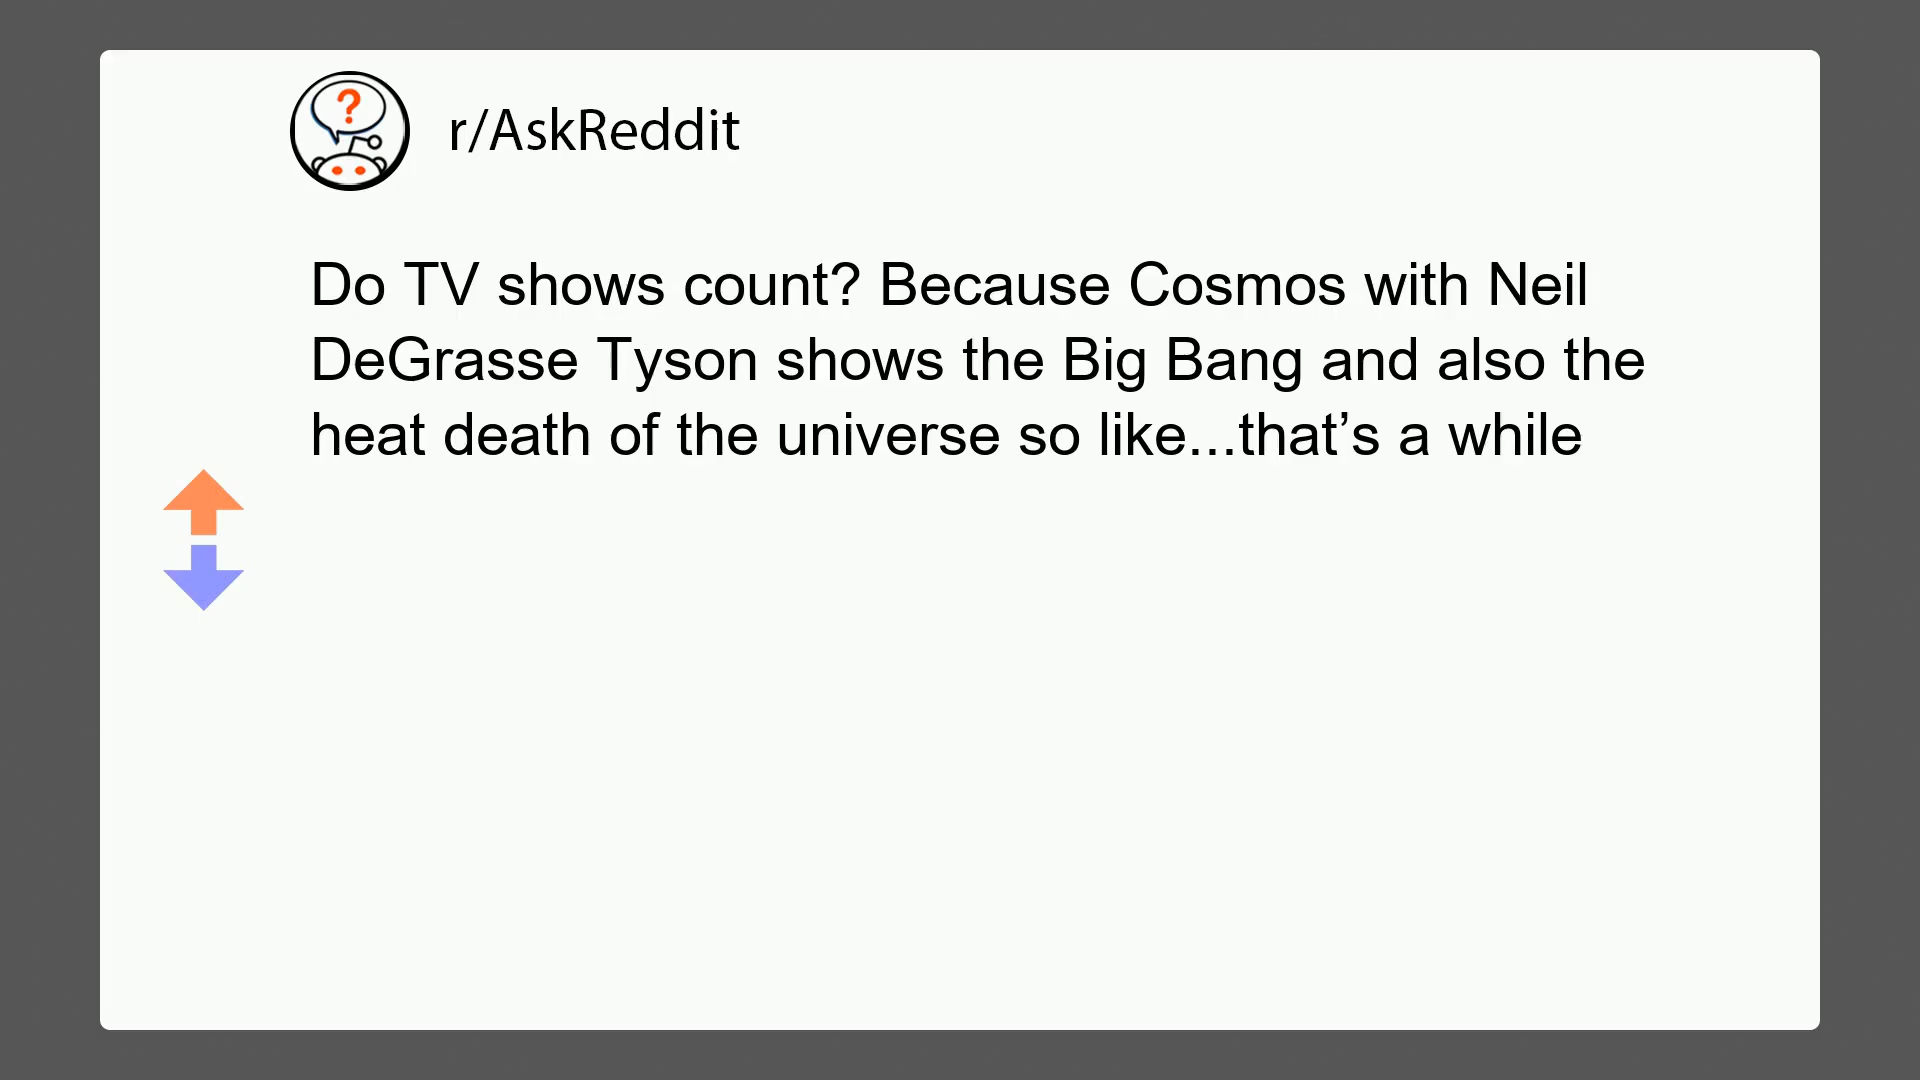 r/AskReddit
Do TV shows count? Because Cosmos with Neil
DeGrasse Tyson shows the Big Bang and also the
heat death of the universe so like...that’s a while